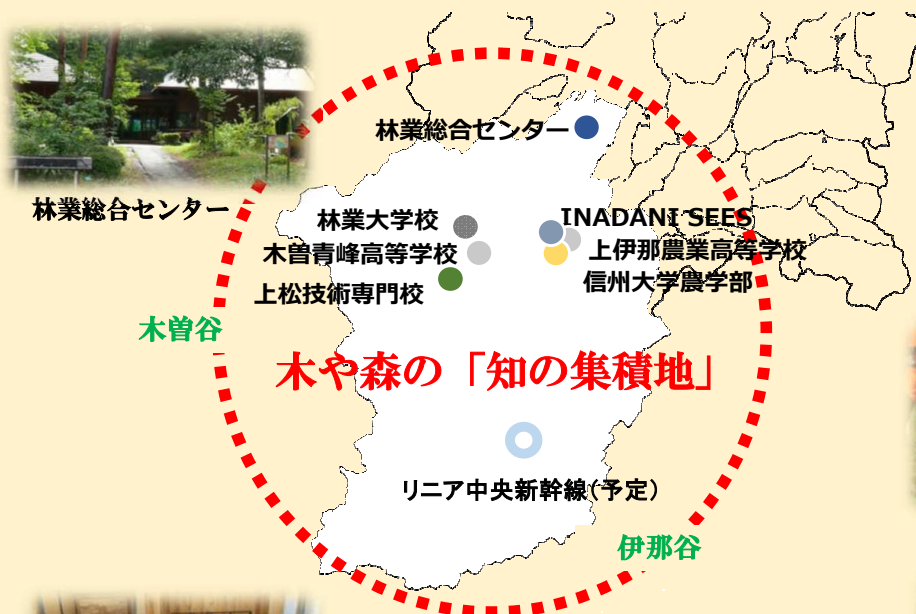 林業総合センター
林業総合センター
林業大学校
INADANI SEES
木曽青峰高等学校
上伊那農業高等学校
上松技術専門校
信州大学農学部
木曽谷
木や森の「知の集積地」
リニア中央新幹線(予定)
伊那谷